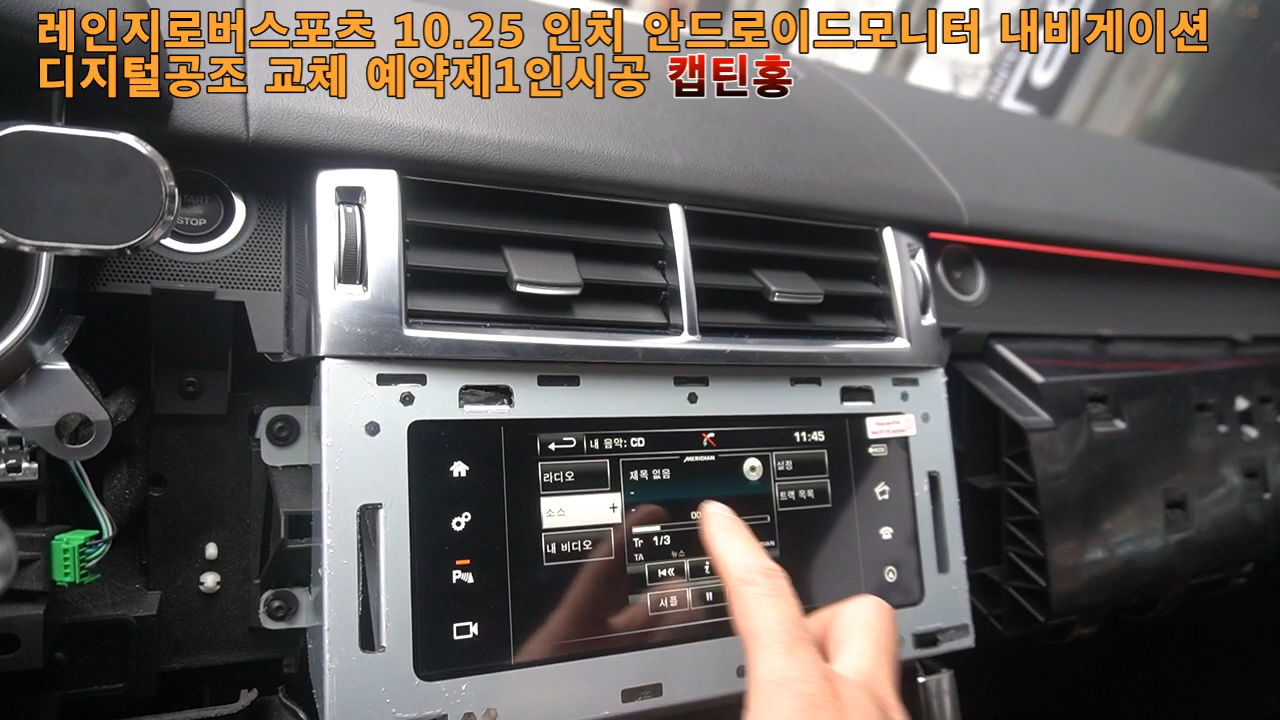 레인지로버스포츠 10.25 인치 안드로이드모니터 내비게이션
디지털공조 교체 예약제1인시공 캡틴홍
START
STOP
내 음악: CD
11:45
MERIDIAN
라디오
제목 없음
설정
-
소스 +
-
트랙 목록
00
Tr 1/3
내 비디오
TA
뉴스
셔플